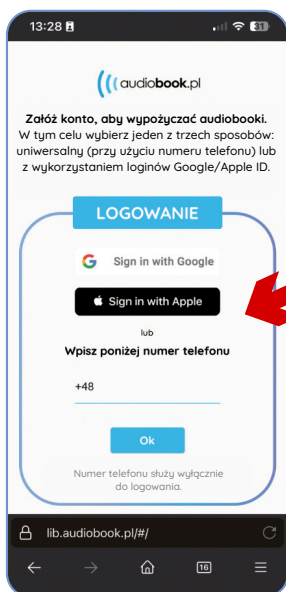 13:28
31
audiobook.pl
Załóż konto, aby wypożyczać audiobooki.
W tym celu wybierz jeden z trzech sposobów:
uniwersalny (przy użyciu numeru telefonu) lub
z wykorzystaniem loginów Google/Apple ID.
LOGOWANIE
Sign in with Google
Sign in with Apple
lub
Wpisz poniżej numer telefonu
+48
Ok
Numer telefonu służy wyłącznie
do logowania.
lib.audiobook.pl/#/
16